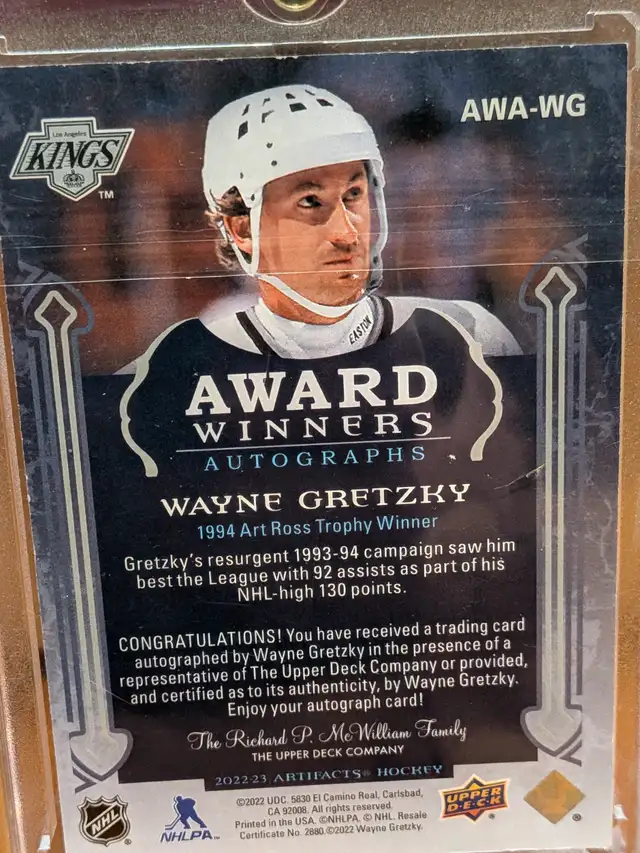 AWA-WG
Los Angeles
KINGS
TM
EASTON
AWARD
WINNERS
AUTOGRAPHS
WAYNE GRETZKY
1994 Art Ross Trophy Winner
Gretzky's resurgent 1993-94 campaign saw him
best the League with 92 assists as part of his
NHL-high 130 points.
CONGRATULATIONS! You have received a trading card
autographed by Wayne Gretzky in the presence of a
representative of The Upper Deck Company or provided,
and certified as to its authenticity, by Wayne Gretzky.
Enjoy your autograph card!
The Richard P. McWilliam Family
THE UPPER DECK COMPANY
2022-23 ARTIFACTS® HOCKEY
NHL
NHLPA
©2022 UDC. 5830 El Camino Real, Carlsbad,
CA 92008. All rights reserved.
Printed in the USA. ©NHLPA. © NHL. Resale
Certificate No. 2880.©2022 Wayne Gretzky.
UPPER
DECK
®
®